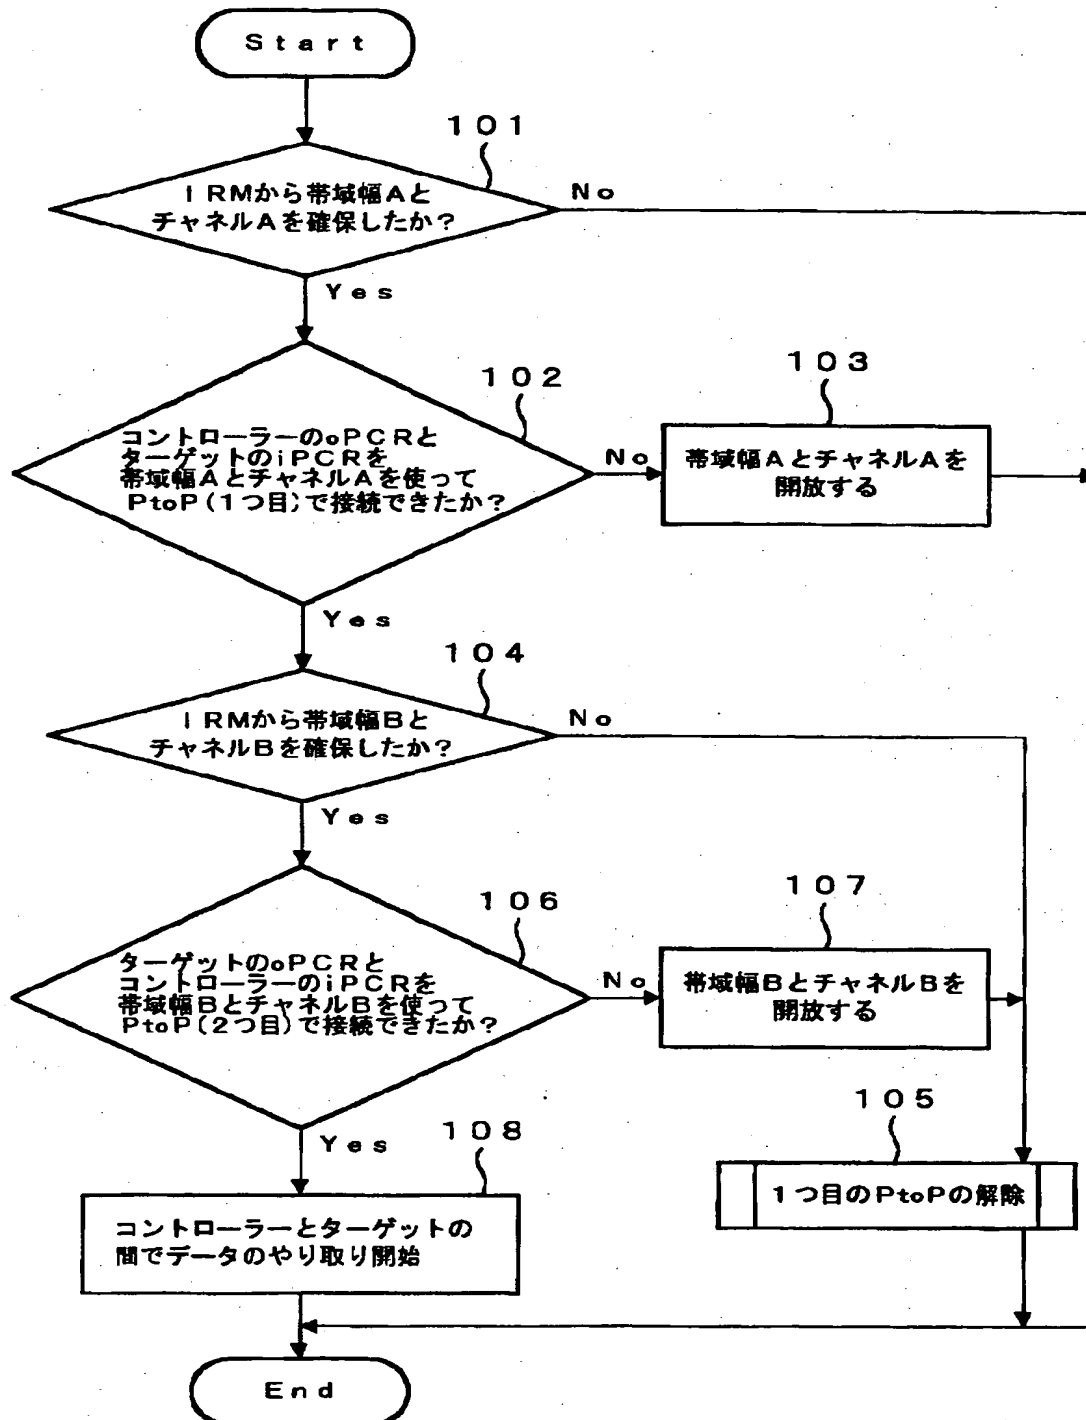 Start
101
IRMから帯域幅Aと
チャネルAを確保したか?
No
Yes
102
コントローラーのoPCRと
ターゲットのiPCRを
帯域幅AとチャネルAを使って
PtoP(1つ目)で接続できたか?
No
103
帯域幅AとチャネルAを
開放する
Yes
104
IRMから帯域幅Bと
チャネルBを確保したか?
No
Yes
106
ターゲットのoPCRと
コントローラーのiPCRを
帯域幅BとチャネルBを使って
PtoP(2つ目)で接続できたか?
No
107
帯域幅BとチャネルBを
開放する
105
1つ目のPtoPの解除
Yes
108
コントローラーとターゲットの
間でデータのやり取り開始
End